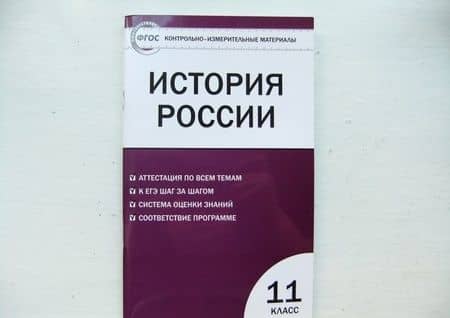 ФГОС
КОНТРОЛЬНО-ИЗМЕРИТЕЛЬНЫЕ МАТЕРИАЛЫ
ИСТОРИЯ
РОССИИ
АТТЕСТАЦИЯ ПО ВСЕМ ТЕМАМ
К ЕГЭ ШАГ ЗА ШАГОМ
СИСТЕМА ОЦЕНКИ ЗНАНИЙ
СООТВЕТСТВИЕ ПРОГРАММЕ
11
КЛАСС